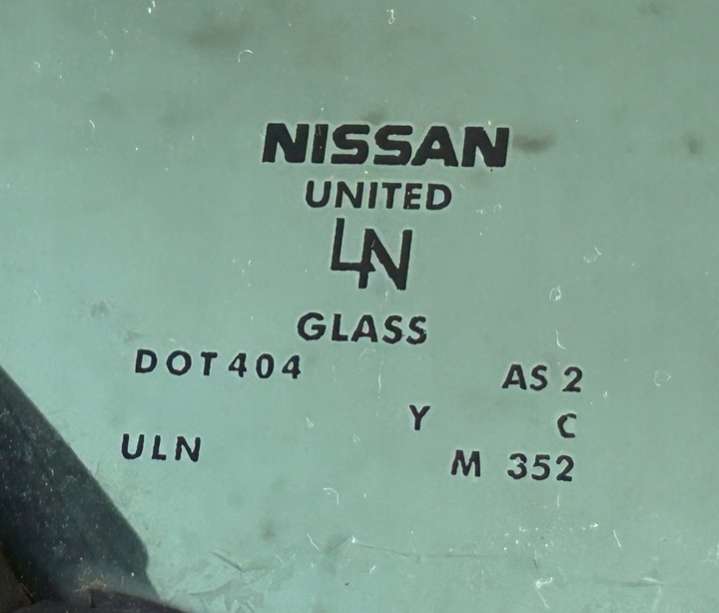 NISSAN
UNITED
LN
GLASS
DOT404 AS 2
Y C
ULN M 352